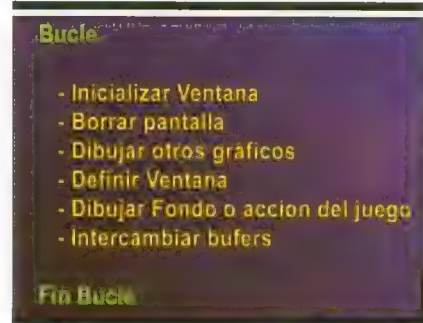 Bucle
- Inicializar Ventana
- Borrar pantalla
- Dibujar otros gráficos
- Definir Ventana
- Dibujar Fondo o accion del juego
- Intercambiar bufers
Fin Bucle